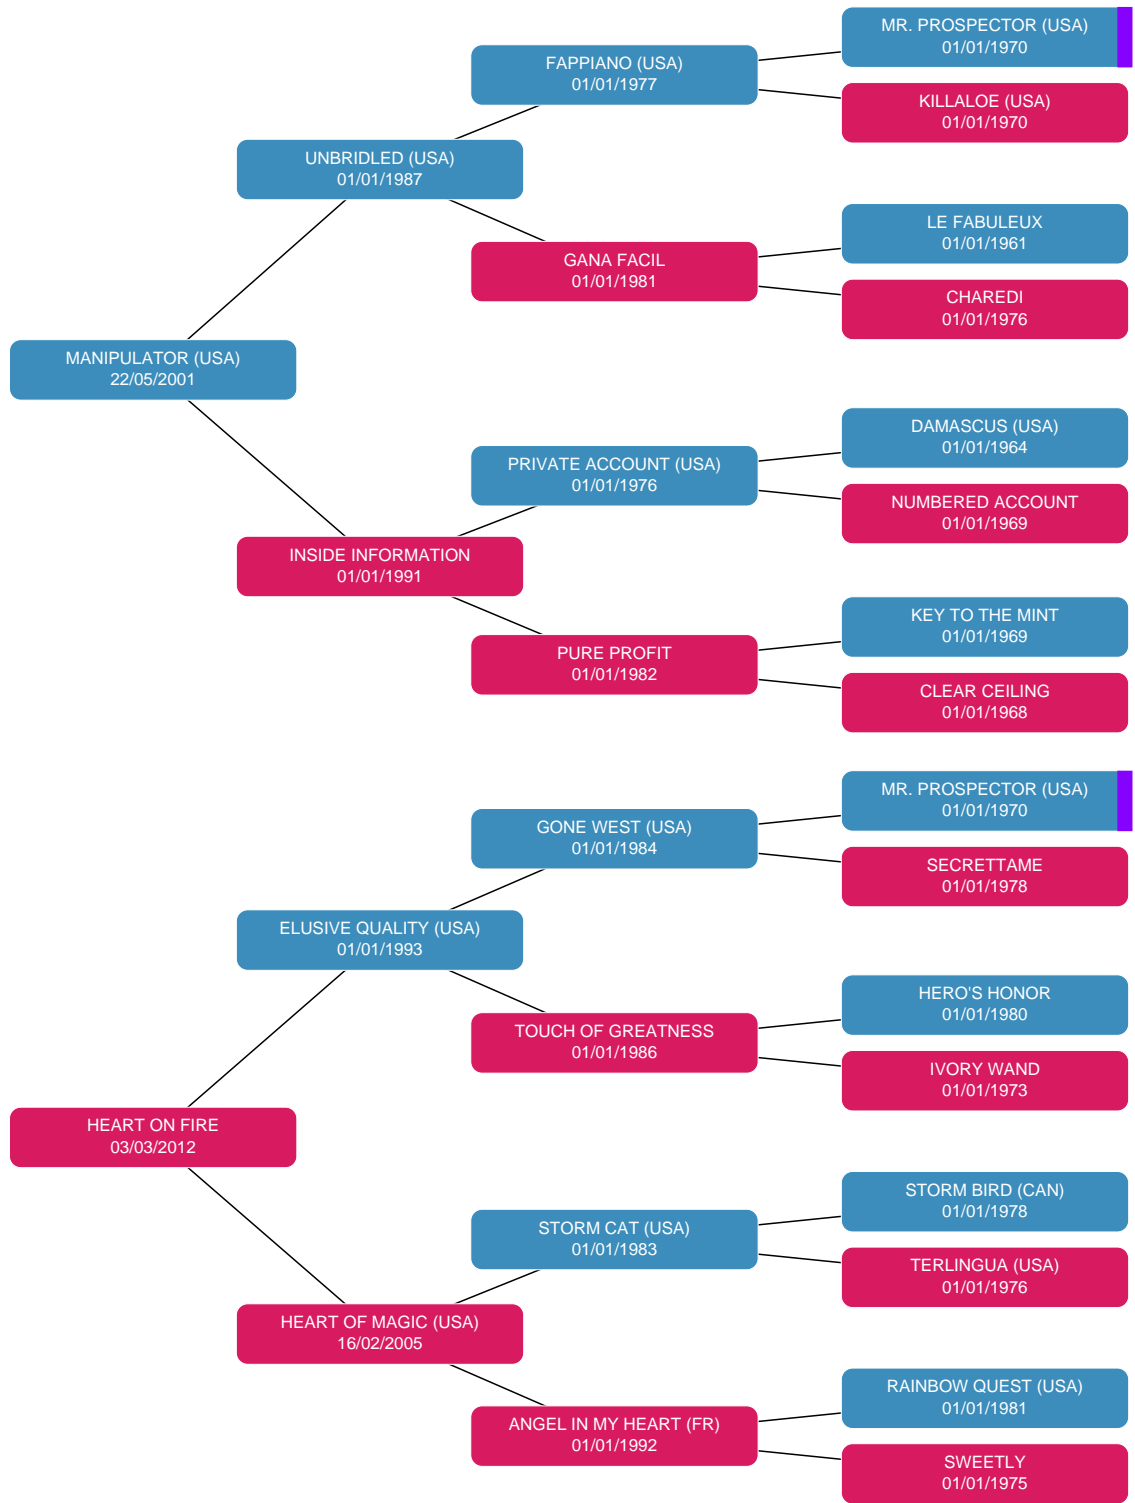 MR. PROSPECTOR (USA)
01/01/1970
FAPPIANO (USA)
01/01/1977
KILLALOE (USA)
01/01/1970
UNBRIDLED (USA)
01/01/1987
LE FABULEUX
01/01/1961
GANA FACIL
01/01/1981
CHAREDI
01/01/1976
MANIPULATOR (USA)
22/05/2001
DAMASCUS (USA)
01/01/1964
PRIVATE ACCOUNT (USA)
01/01/1976
NUMBERED ACCOUNT
01/01/1969
INSIDE INFORMATION
01/01/1991
KEY TO THE MINT
01/01/1969
PURE PROFIT
01/01/1982
CLEAR CEILING
01/01/1968
MR. PROSPECTOR (USA)
01/01/1970
GONE WEST (USA)
01/01/1984
SECRETTAME
01/01/1978
ELUSIVE QUALITY (USA)
01/01/1993
HERO'S HONOR
01/01/1980
TOUCH OF GREATNESS
01/01/1986
IVORY WAND
01/01/1973
HEART ON FIRE
03/03/2012
STORM BIRD (CAN)
01/01/1978
STORM CAT (USA)
01/01/1983
TERLINGUA (USA)
01/01/1976
HEART OF MAGIC (USA)
16/02/2005
RAINBOW QUEST (USA)
01/01/1981
ANGEL IN MY HEART (FR)
01/01/1992
SWEETLY
01/01/1975